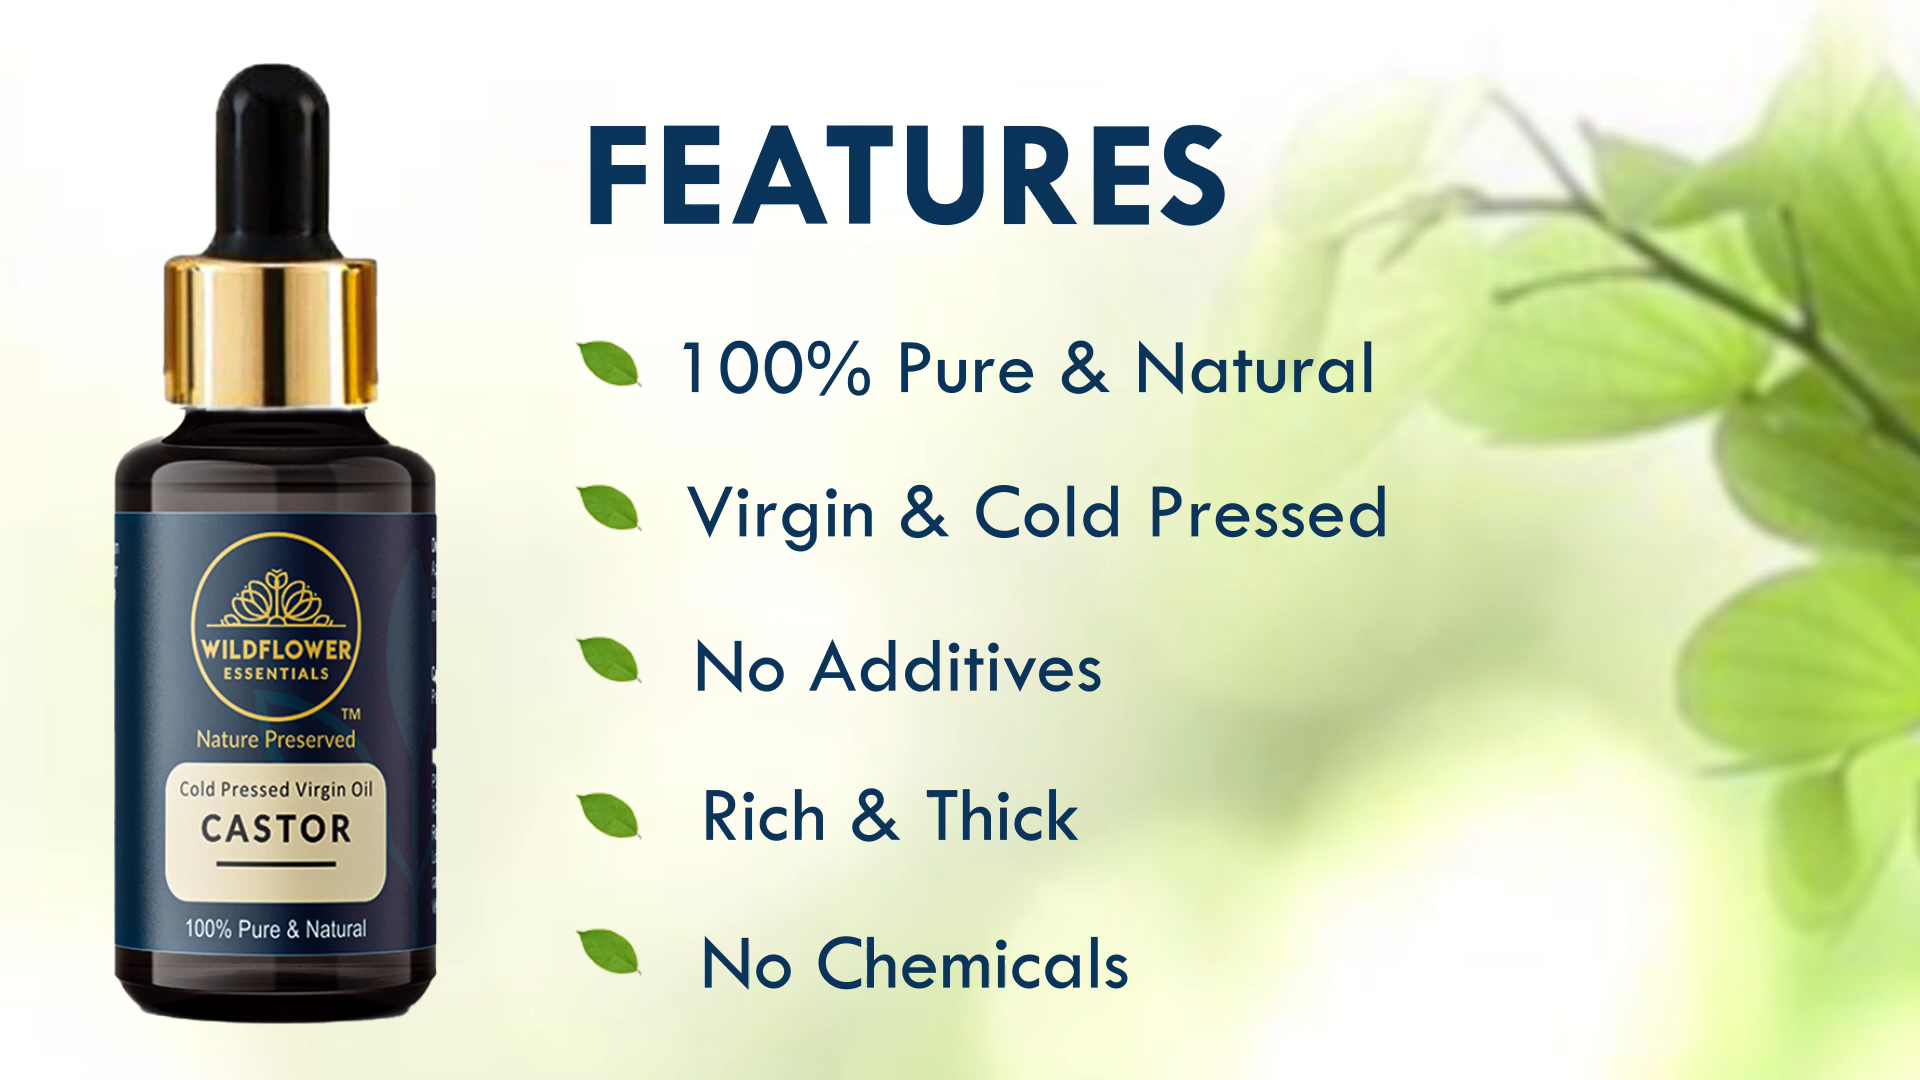 FEATURES
100% Pure & Natural
Virgin & Cold Pressed
No Additives
Rich & Thick
No Chemicals
WILDFLOWER
ESSENTIALS
TM
Nature Preserved
Cold Pressed Virgin Oil
CASTOR
100% Pure & Natural